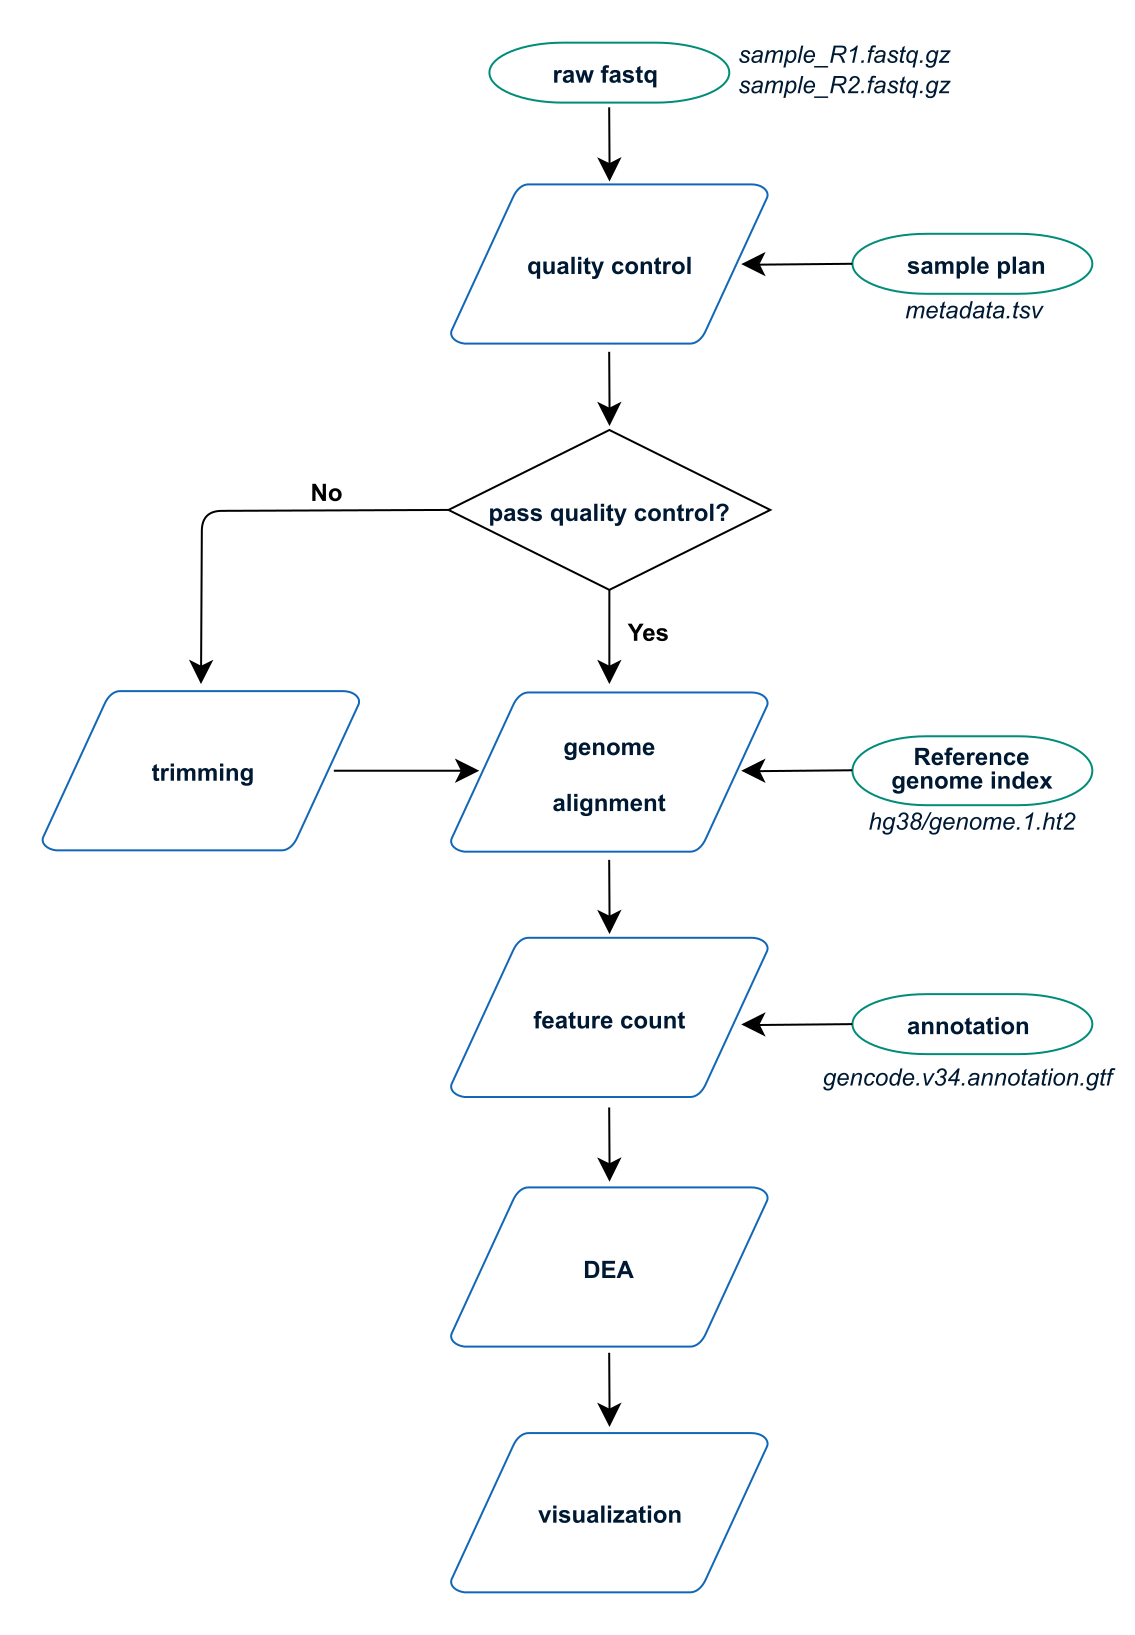 raw fastq
sample_R1.fastq.gz
sample_R2.fastq.gz
quality control
sample plan
metadata.tsv
No
pass quality control?
Yes
trimming
genome
alignment
Reference
genome index
hg38/genome.1.ht2
feature count
annotation
gencode.v34.annotation.gtf
DEA
visualization